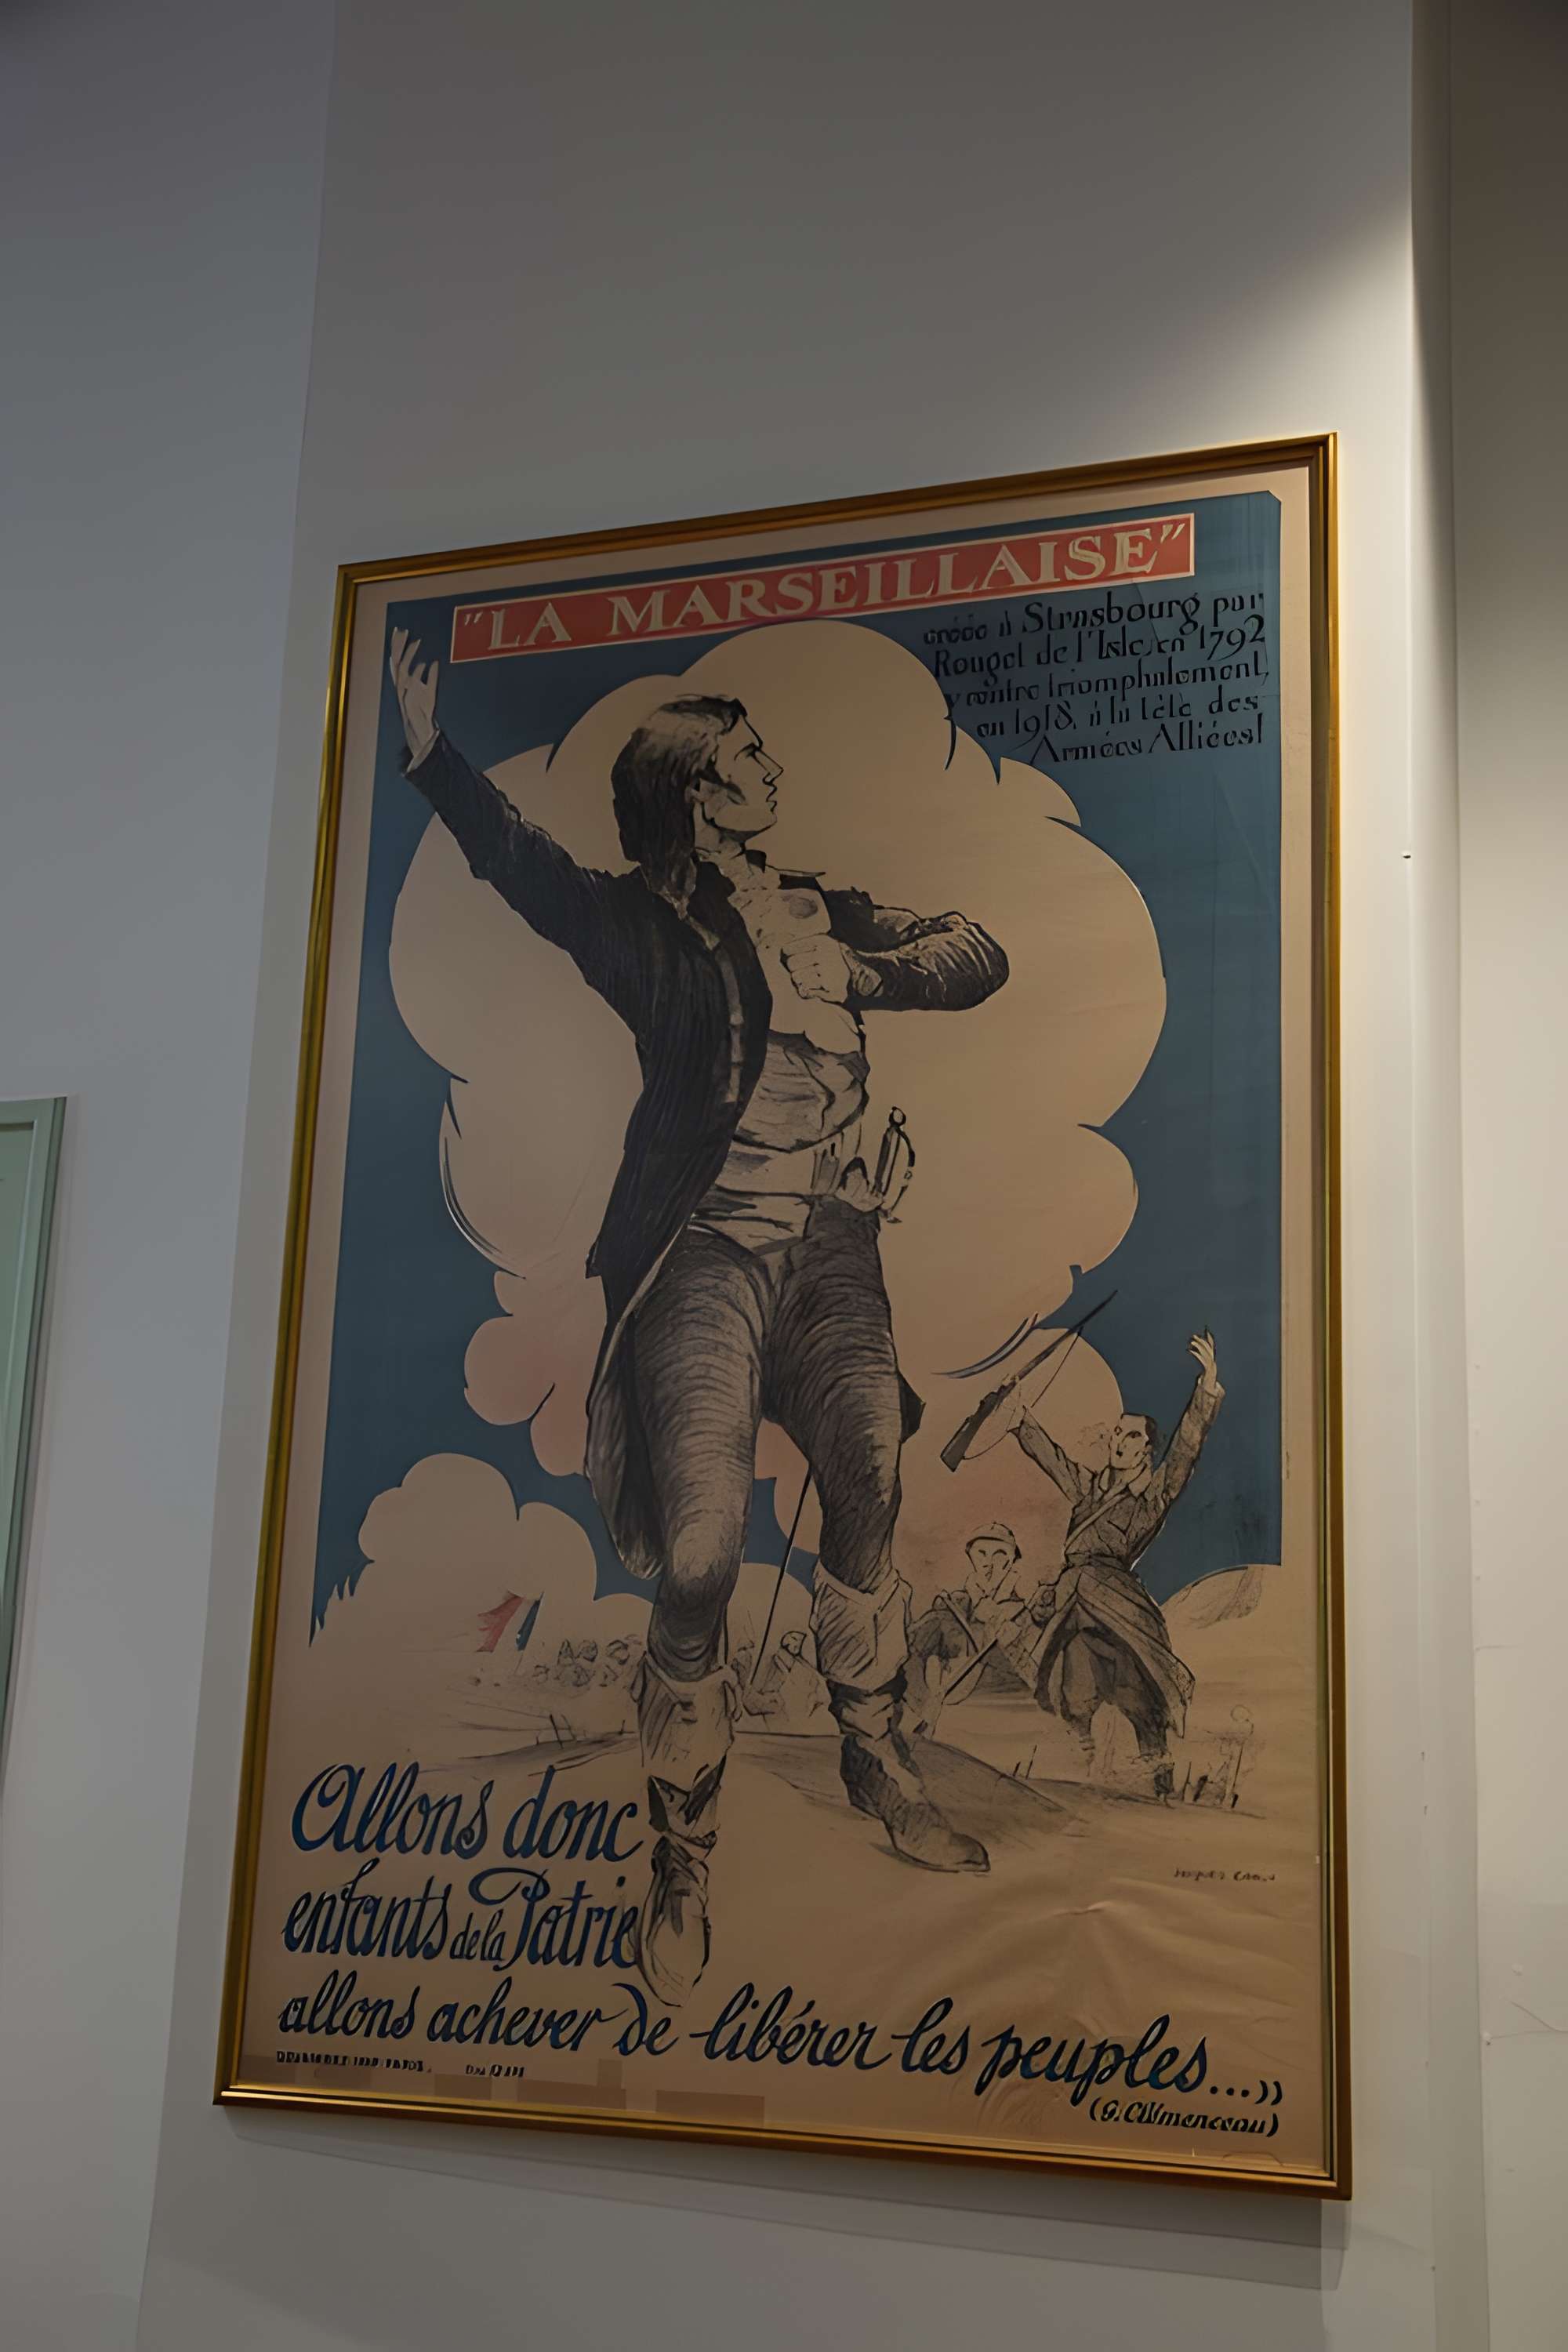 "LA MARSEILLAISE"
créée à Strasbourg par
Rouget de l'Isle, en 1792
y rentre triomphalement,
en 1918, à la tête des
Armées Alliées!
Allons donc
enfants de la Patrie
allons achever de libérer les peuples...))
(G. Clémenceau)